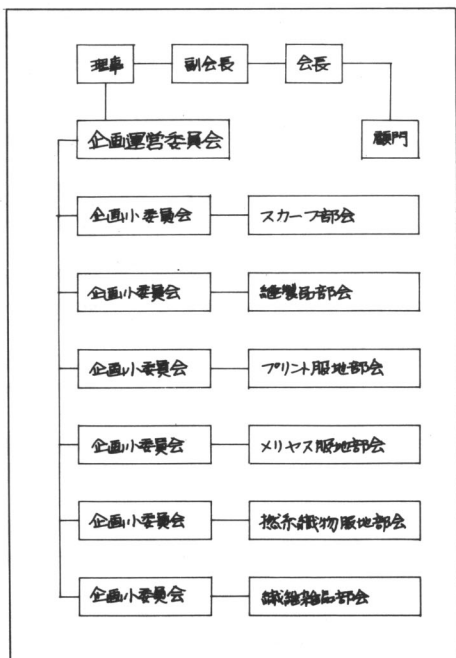 理事 副会長 会長
企画運営委員会 顧問
企画小委員会 スカーフ部会
企画小委員会 縫製品部会
企画小委員会 プリント服地部会
企画小委員会 メリヤス服地部会
企画小委員会 撚糸織物服地部会
企画小委員会 繊維雑品部会